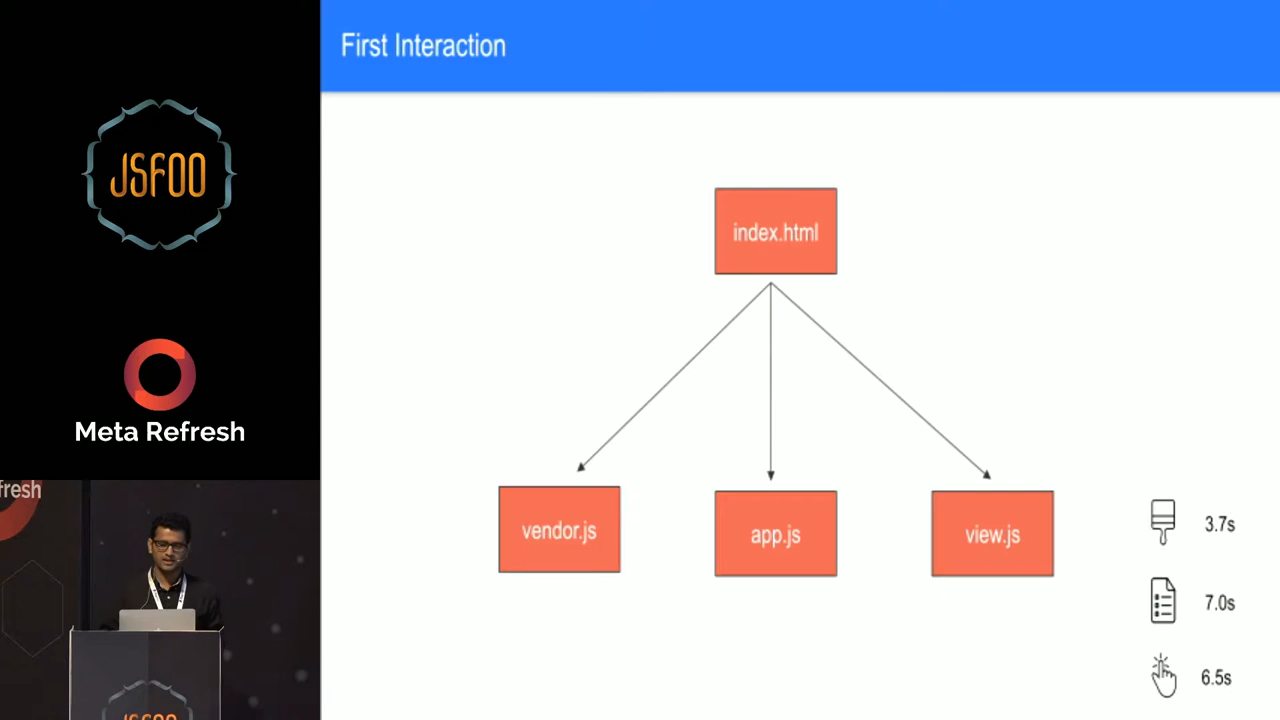 First Interaction
JSFOO
index.html
Meta Refresh
fresh
vendor.js
app.js
view.js
3.7s
7.0s
6.5s
JSFOO